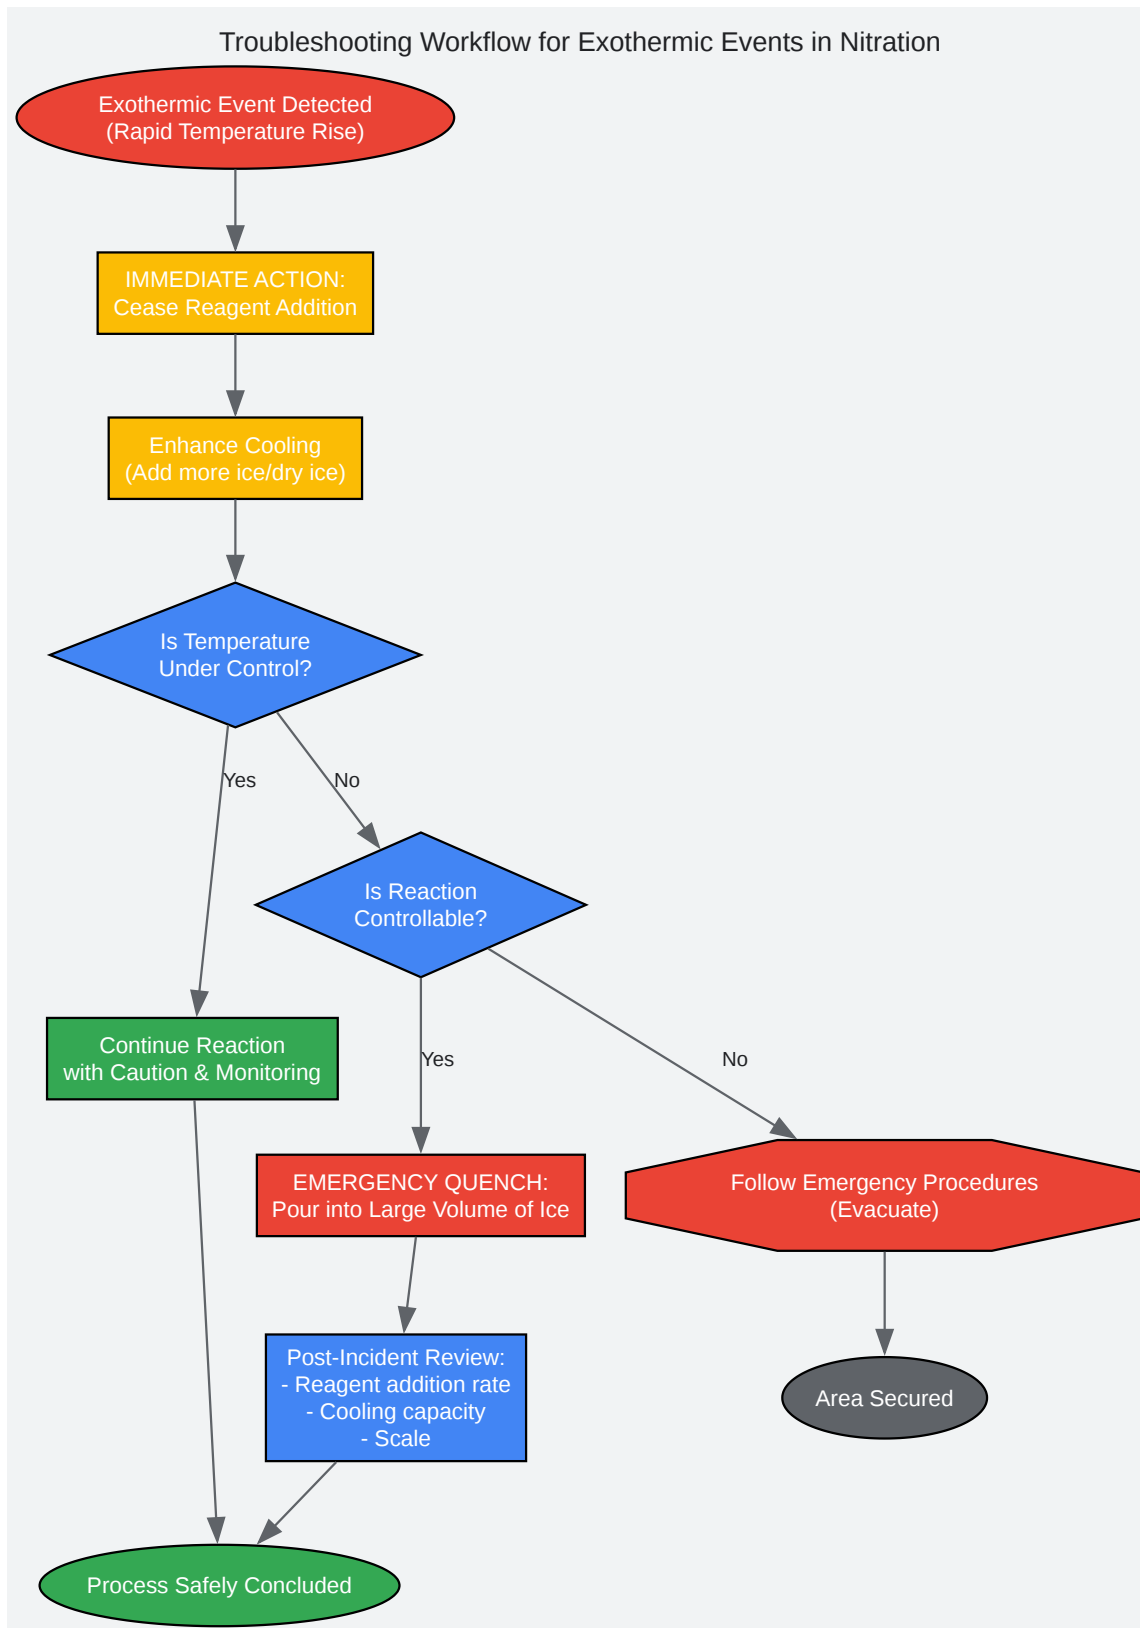 Troubleshooting Workflow for Exothermic Events in Nitration
Exothermic Event Detected
(Rapid Temperature Rise)
IMMEDIATE ACTION:
Cease Reagent Addition
Enhance Cooling
(Add more ice/dry ice)
Is Temperature
Under Control?
Yes
No
Is Reaction
Controllable?
Continue Reaction
with Caution & Monitoring
Yes
No
EMERGENCY QUENCH:
Pour into Large Volume of Ice
Follow Emergency Procedures
(Evacuate)
Post-Incident Review:
- Reagent addition rate
- Cooling capacity
- Scale
Area Secured
Process Safely Concluded